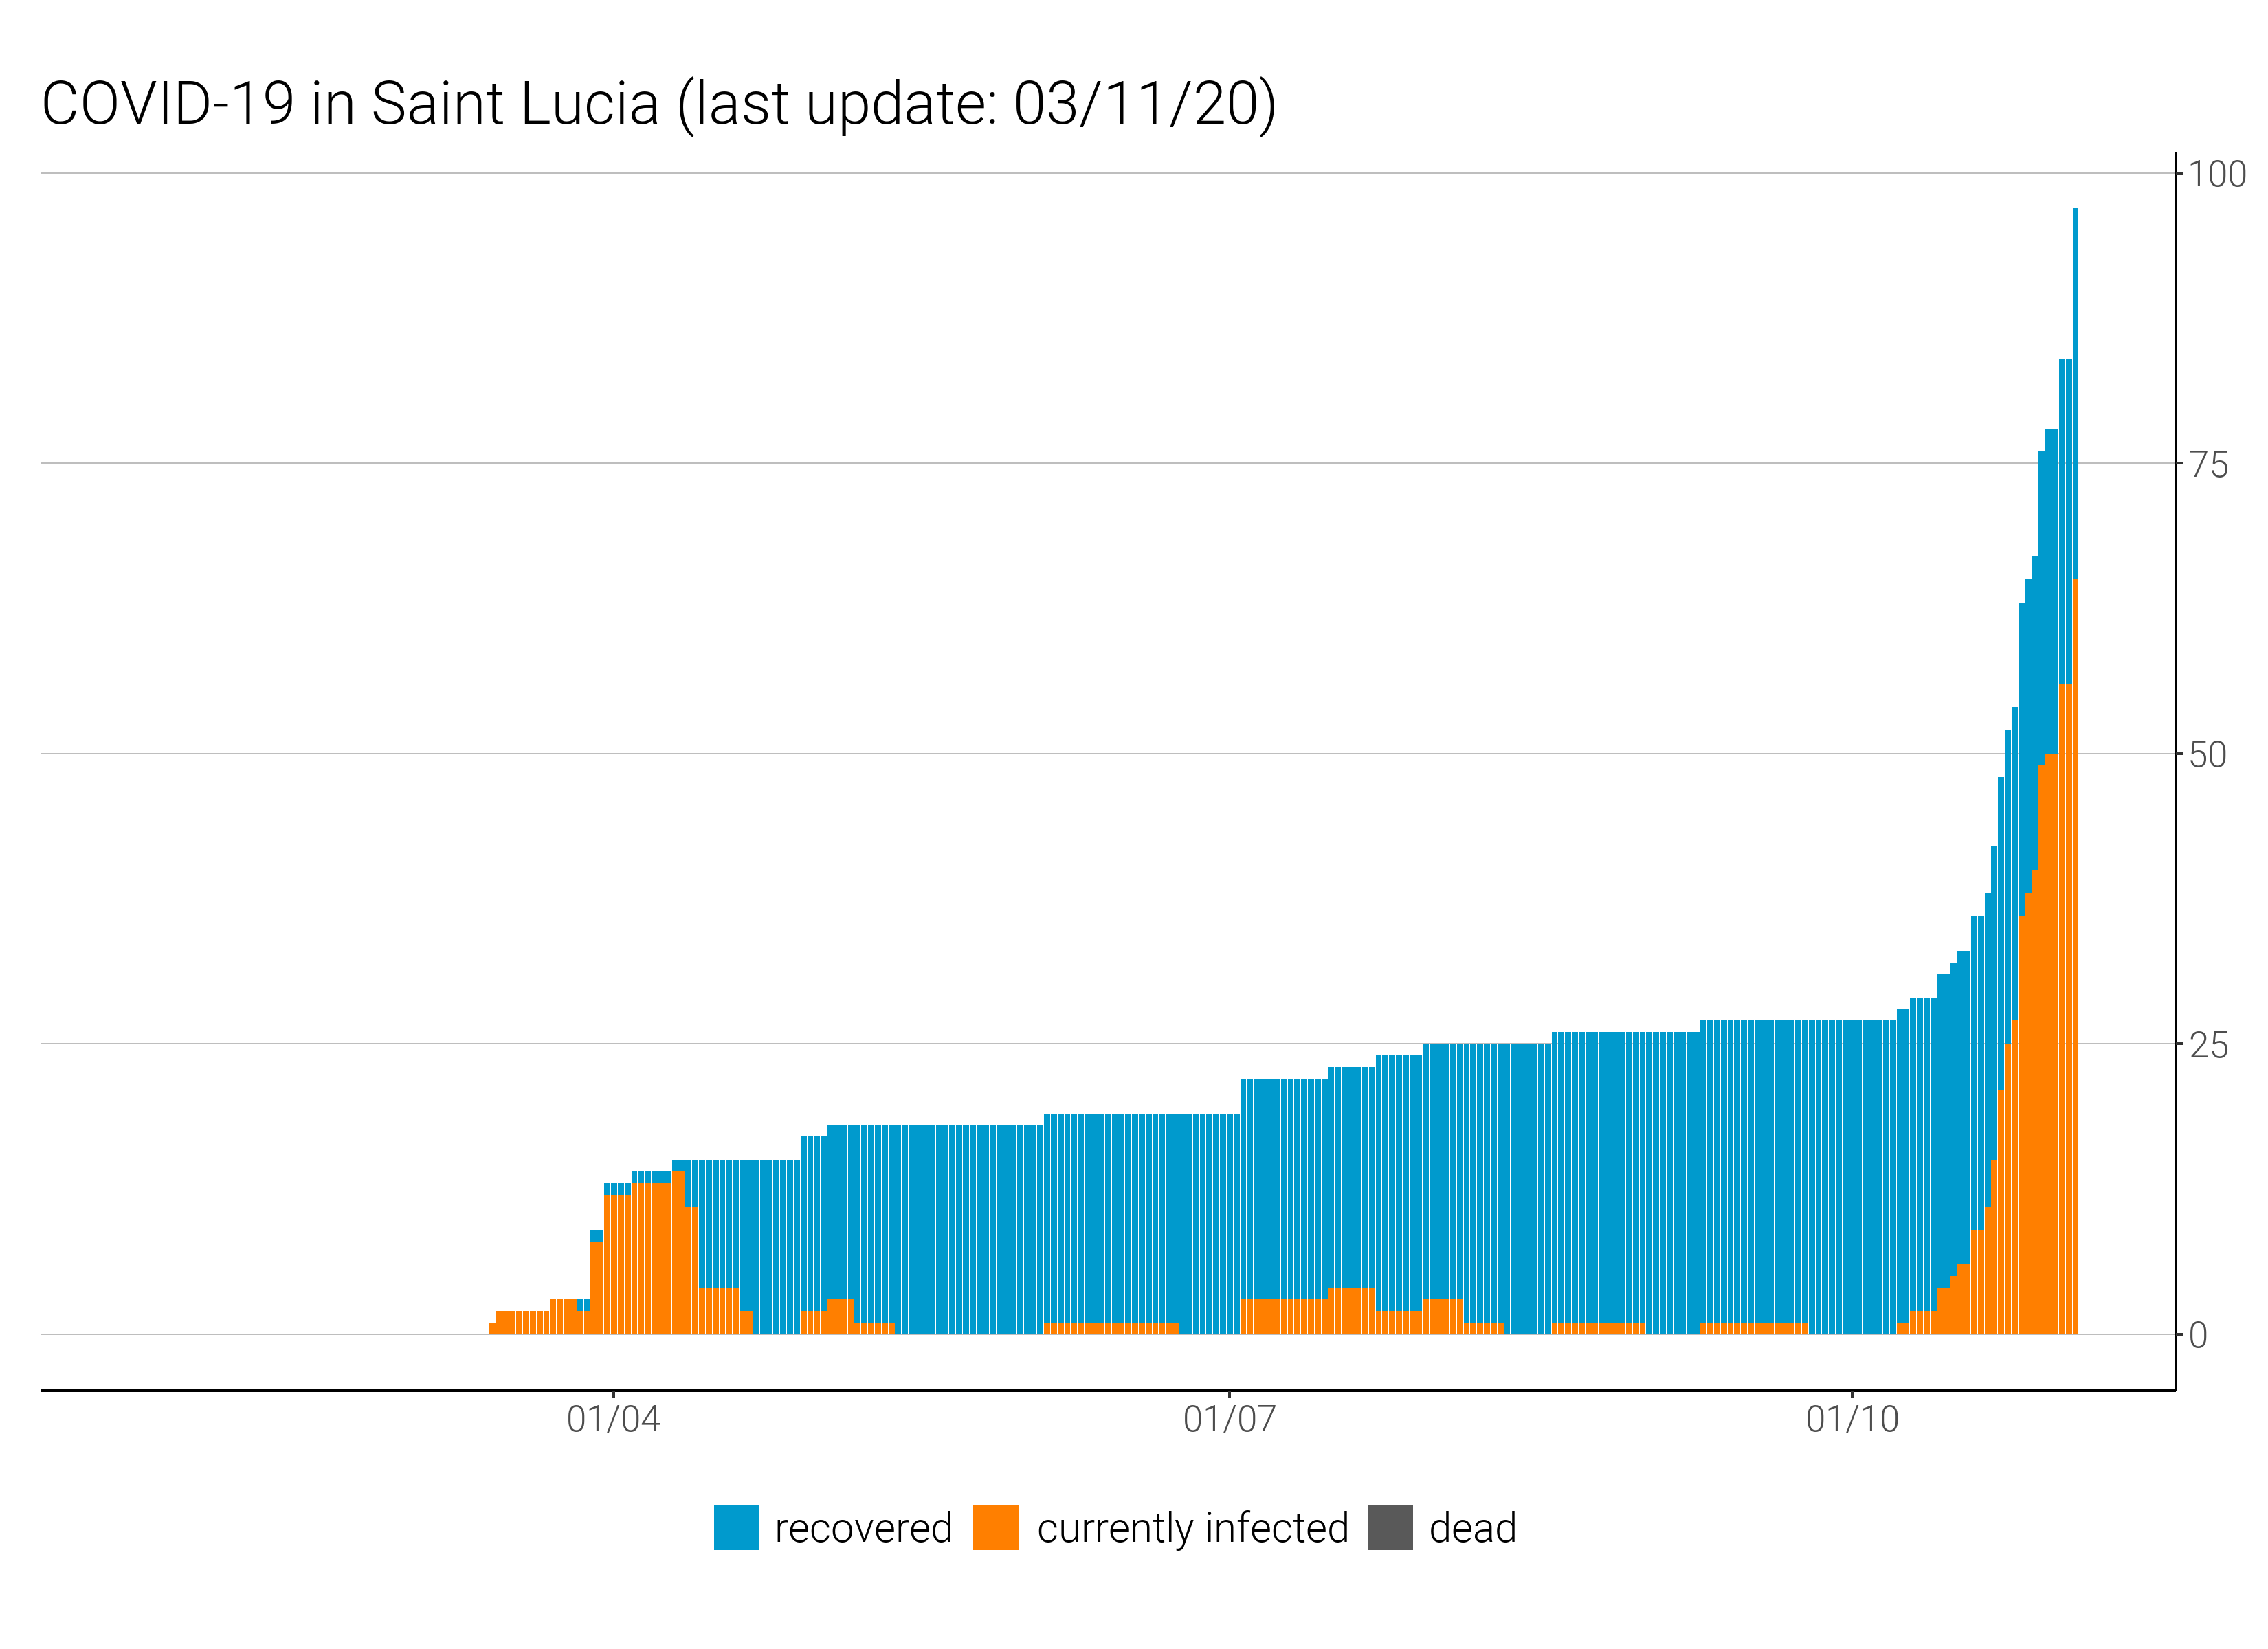 COVID-19 in Saint Lucia (last update: 03/11/20)
100
75
50
25
0
01/04 01/07 01/10
recovered currently infected dead